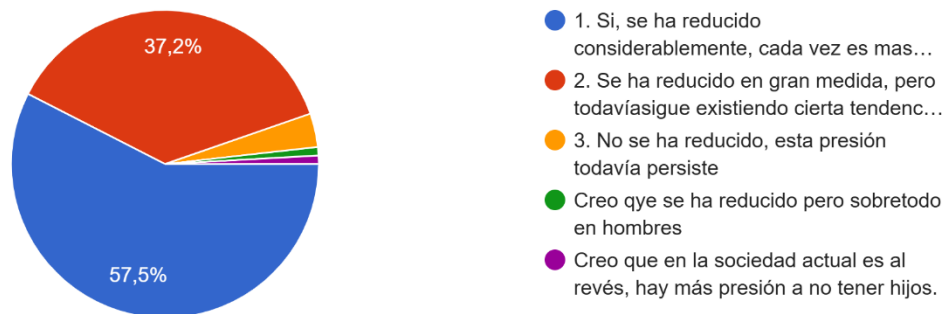 37,2%
57,5%
1. Si, se ha reducido
considerablemente, cada vez es mas…
2. Se ha reducido en gran medida, pero
todavíasigue existiendo cierta tendenc…
3. No se ha reducido, esta presión
todavía persiste
Creo qye se ha reducido pero sobretodo
en hombres
Creo que en la sociedad actual es al
revés, hay más presión a no tener hijos.